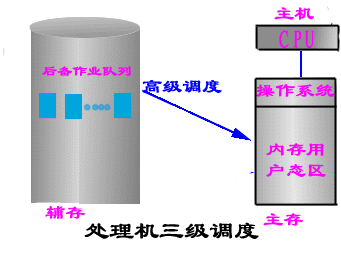 主机
CPU
后备作业队列
高级调度
操作系统
内存用
户态区
辅存
主存
处理机三级调度